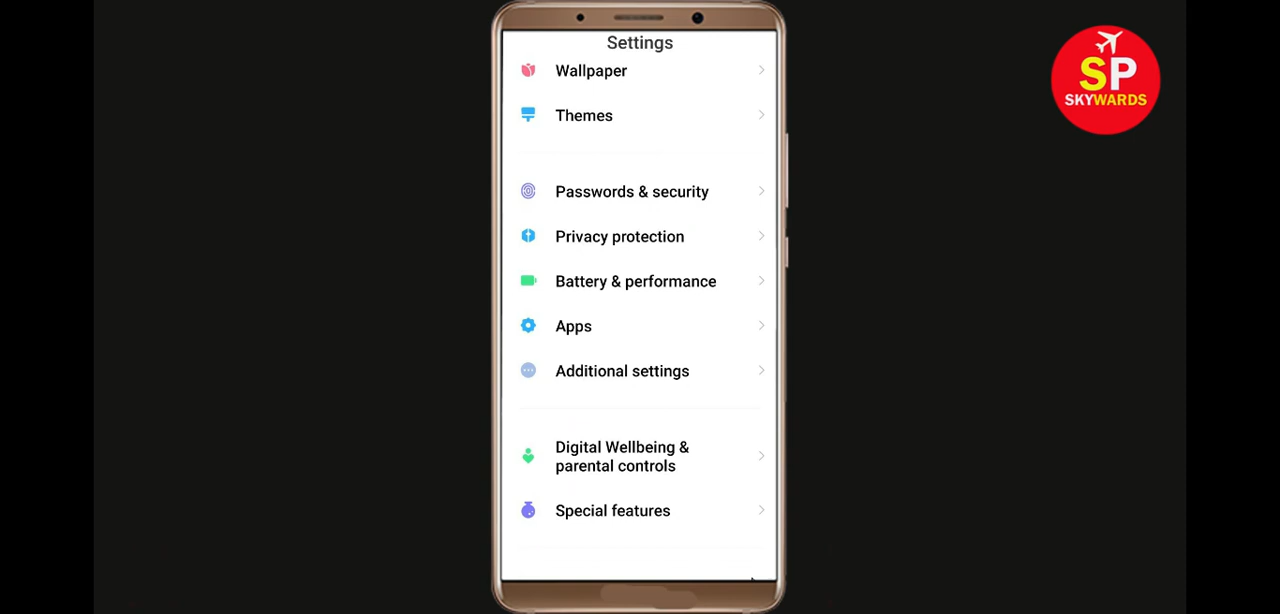 Settings
Wallpaper
Themes
Passwords & security
Privacy protection
Battery & performance
Apps
Additional settings
Digital Wellbeing &
parental controls
Special features
SP
SKYWARDS